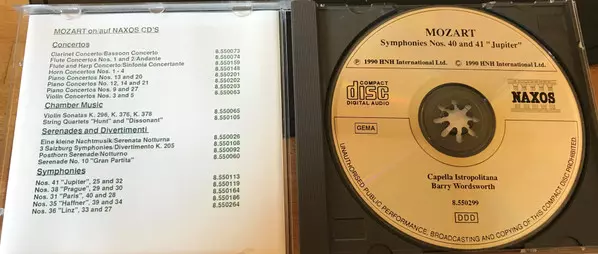 MOZART on/auf NAXOS CD'S
Concertos
Clarinet Concerto/Bassoon Concerto 8.550073
Flute Concertos Nos. 1 and 2/Andante 8.550074
Flute and Harp Concerto/Sinfonia Concertante 8.550159
Horn Concertos Nos. 1 - 4 8.550148
Piano Concertos Nos. 13 and 20 8.550201
Piano Concertos No. 12, 14 and 21 8.550202
Piano Concertos Nos. 9 and 27 8.550203
Violin Concertos Nos. 3 and 5 8.550063
Chamber Music
Violin Sonatas K. 296, K. 376, K. 378 8.550065
String Quartets "Hunt" and "Dissonant" 8.550105
Serenades and Divertimenti
Eine kleine Nachtmusik/Serenata Notturna 8.550026
3 Salzburg Symphonies/Divertimento K. 205 8.550108
Posthorn Serenade/Notturno 8.550092
Serenade No. 10 "Gran Partita" 8.550060
Symphonies
Nos. 41 "Jupiter", 25 and 32 8.550113
Nos. 38 "Prague", 29 and 30 8.550119
Nos. 31 "Paris", 40 and 28 8.550164
Nos. 35 "Haffner", 39 and 34 8.550186
Nos. 36 "Linz", 33 and 27 8.550264
MOZART
Symphonies Nos. 40 and 41 "Jupiter"
℗ 1990 HNH International Ltd. © 1990 HNH International Ltd.
COMPACT
disc
DIGITAL AUDIO
NAXOS
GEMA
Capella Istropolitana
Barry Wordsworth
8.550299
DDD
UNAUTHORISED PUBLIC PERFORMANCE, BROADCASTING AND COPYING OF THIS COMPACT DISC PROHIBITED.